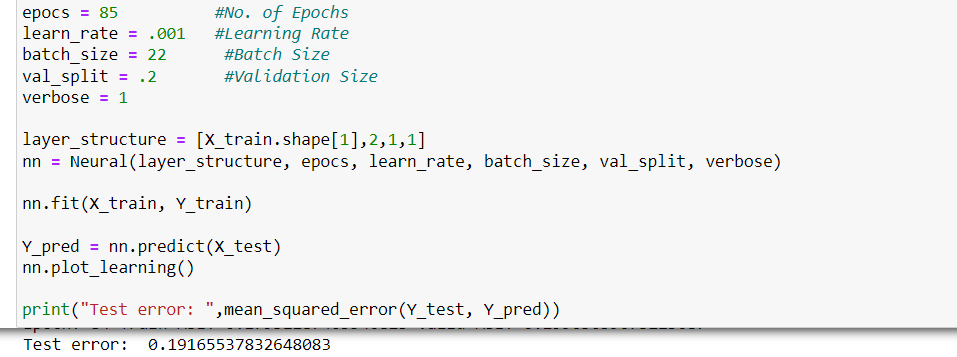 epocs = 85          #No. of Epochs
learn_rate = .001   #Learning Rate
batch_size = 22      #Batch Size
val_split = .2       #Validation Size
verbose = 1
layer_structure = [X_train.shape[1],2,1,1]
nn = Neural(layer_structure, epocs, learn_rate, batch_size, val_split, verbose)
nn.fit(X_train, Y_train)
Y_pred = nn.predict(X_test)
nn.plot_learning()
print("Test error: ",mean_squared_error(Y_test, Y_pred))
Test error:  0.19165537832648083